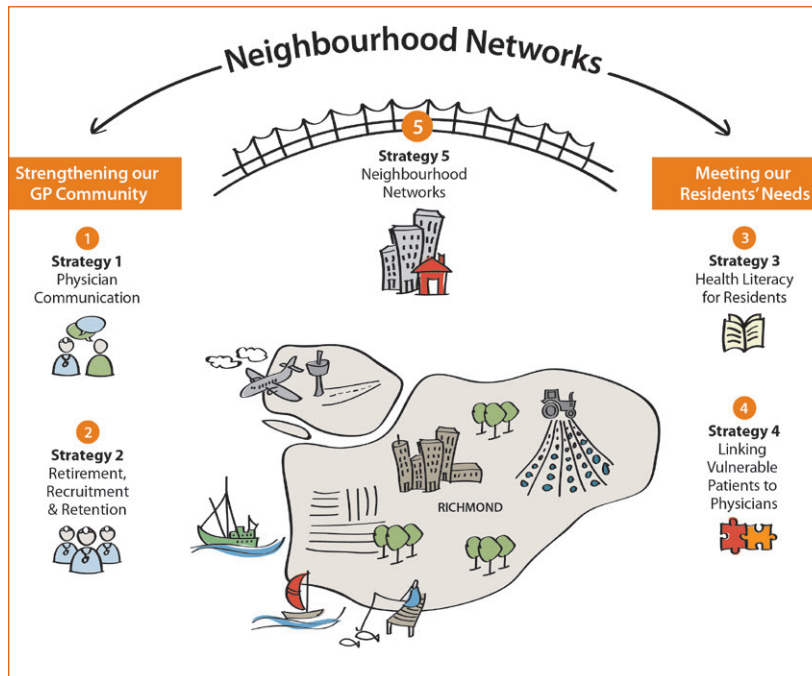 Neighbourhood Networks
Strengthening our
GP Community
1
Strategy 1
Physician
Communication
2
Strategy 2
Retirement,
Recruitment
& Retention
5
Strategy 5
Neighbourhood
Networks
Meeting our
Residents' Needs
3
Strategy 3
Health Literacy
for Residents
4
Strategy 4
Linking
Vulnerable
Patients to
Physicians
RICHMOND